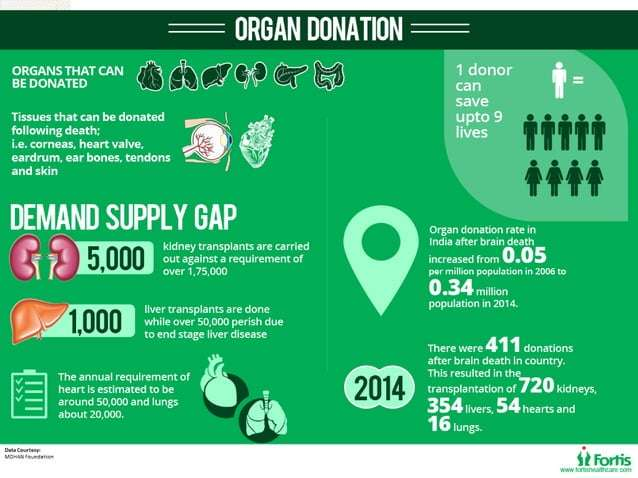 ORGAN DONATION
ORGANS THAT CAN
BE DONATED
Tissues that can be donated
following death;
i.e. corneas, heart valve,
eardrum, ear bones, tendons
and skin
1 donor
can
save
upto 9
lives
=
DEMAND SUPPLY GAP
5,000
kidney transplants are carried
out against a requirement of
over 1,75,000
1,000
liver transplants are done
while over 50,000 perish due
to end stage liver disease
The annual requirement of
heart is estimated to be
around 50,000 and lungs
about 20,000.
Organ donation rate in
India after brain death
increased from 0.05
per million population in 2006 to
0.34 million
population in 2014.
2014
There were 411 donations
after brain death in country.
This resulted in the
transplantation of 720 kidneys,
354 livers, 54 hearts and
16 lungs.
Data Courtesy:
MOHAN Foundation
Fortis
www.fortishealthcare.com